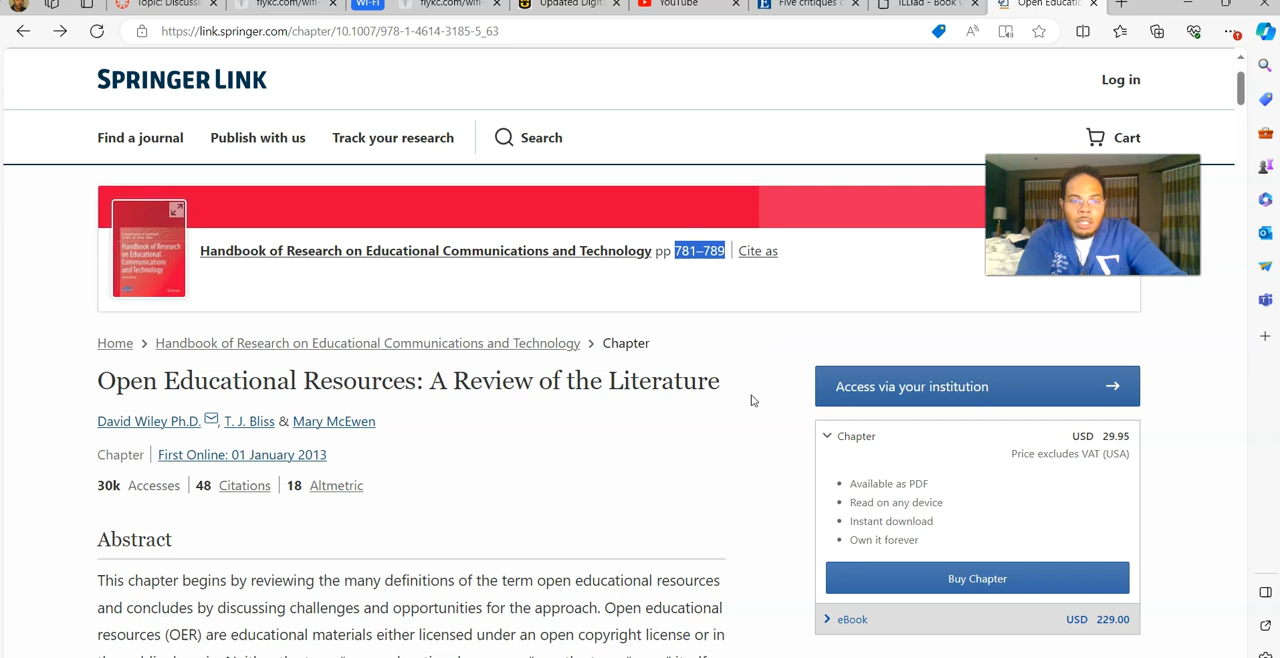 Topic: Discussi
flykc.com/wifi-
WI-FI
flykc.com/wifi-
Updated Digit
YouTube
Five critiques o
ILLiad - Book C
Open Educatio
https://link.springer.com/chapter/10.1007/978-1-4614-3185-5_63
SPRINGER LINK
Log in
Find a journal
Publish with us
Track your research
Search
Cart
Handbook of Research on Educational Communications and Technology
Handbook of Research on Educational Communications and Technology pp 781–789 | Cite as
Home > Handbook of Research on Educational Communications and Technology > Chapter
Open Educational Resources: A Review of the Literature
David Wiley Ph.D., T. J. Bliss & Mary McEwen
Chapter | First Online: 01 January 2013
30k Accesses | 48 Citations | 18 Altmetric
Abstract
This chapter begins by reviewing the many definitions of the term open educational resources
and concludes by discussing challenges and opportunities for the approach. Open educational
resources (OER) are educational materials either licensed under an open copyright license or in
Access via your institution
Chapter USD 29.95
Price excludes VAT (USA)
Available as PDF
Read on any device
Instant download
Own it forever
Buy Chapter
eBook USD 229.00